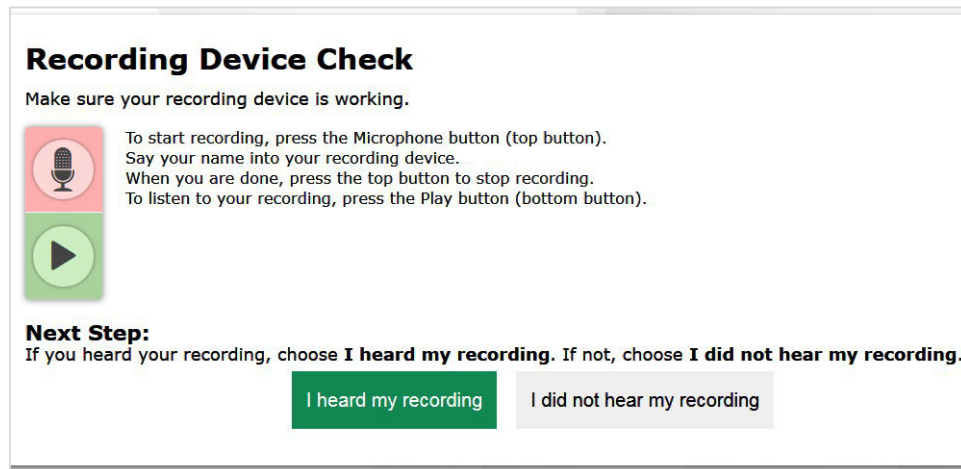 Recording Device Check
Make sure your recording device is working.
To start recording, press the Microphone button (top button).
Say your name into your recording device.
When you are done, press the top button to stop recording.
To listen to your recording, press the Play button (bottom button).
Next Step:
If you heard your recording, choose I heard my recording. If not, choose I did not hear my recording.
I heard my recording
I did not hear my recording